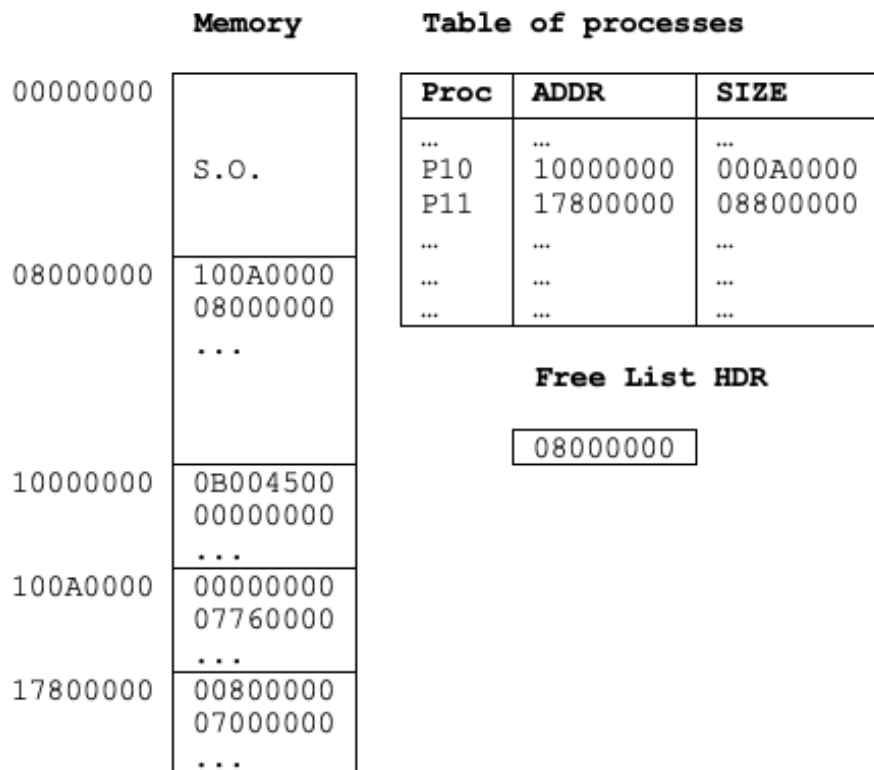 Memory Table of processes
00000000 Proc ADDR SIZE
… … …
S.O. P10 10000000 000A0000
P11 17800000 08800000
… … …
08000000 100A0000 … … …
08000000 … … …
...
Free List HDR
08000000
10000000 0B004500
00000000
...
100A0000 00000000
07760000
...
17800000 00800000
07000000
...